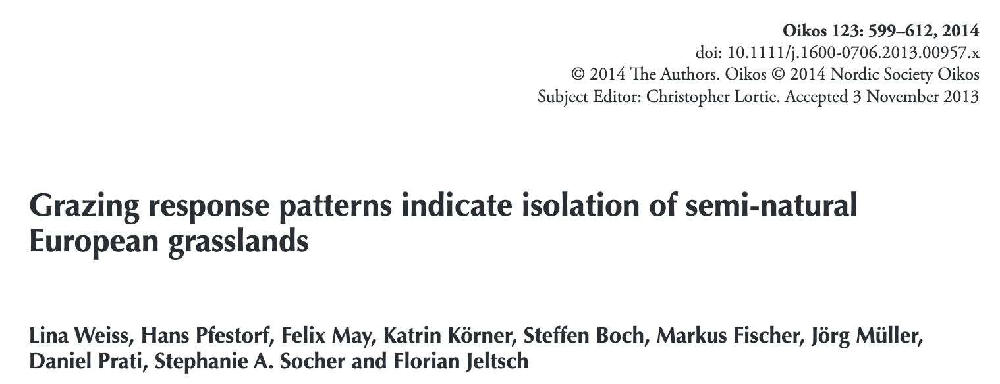 Oikos 123: 599–612, 2014
doi: 10.1111/j.1600-0706.2013.00957.x
© 2014 The Authors. Oikos © 2014 Nordic Society Oikos
Subject Editor: Christopher Lortie. Accepted 3 November 2013
Grazing response patterns indicate isolation of semi-natural
European grasslands
Lina Weiss, Hans Pfestorf, Felix May, Katrin Körner, Steffen Boch, Markus Fischer, Jörg Müller,
Daniel Prati, Stephanie A. Socher and Florian Jeltsch